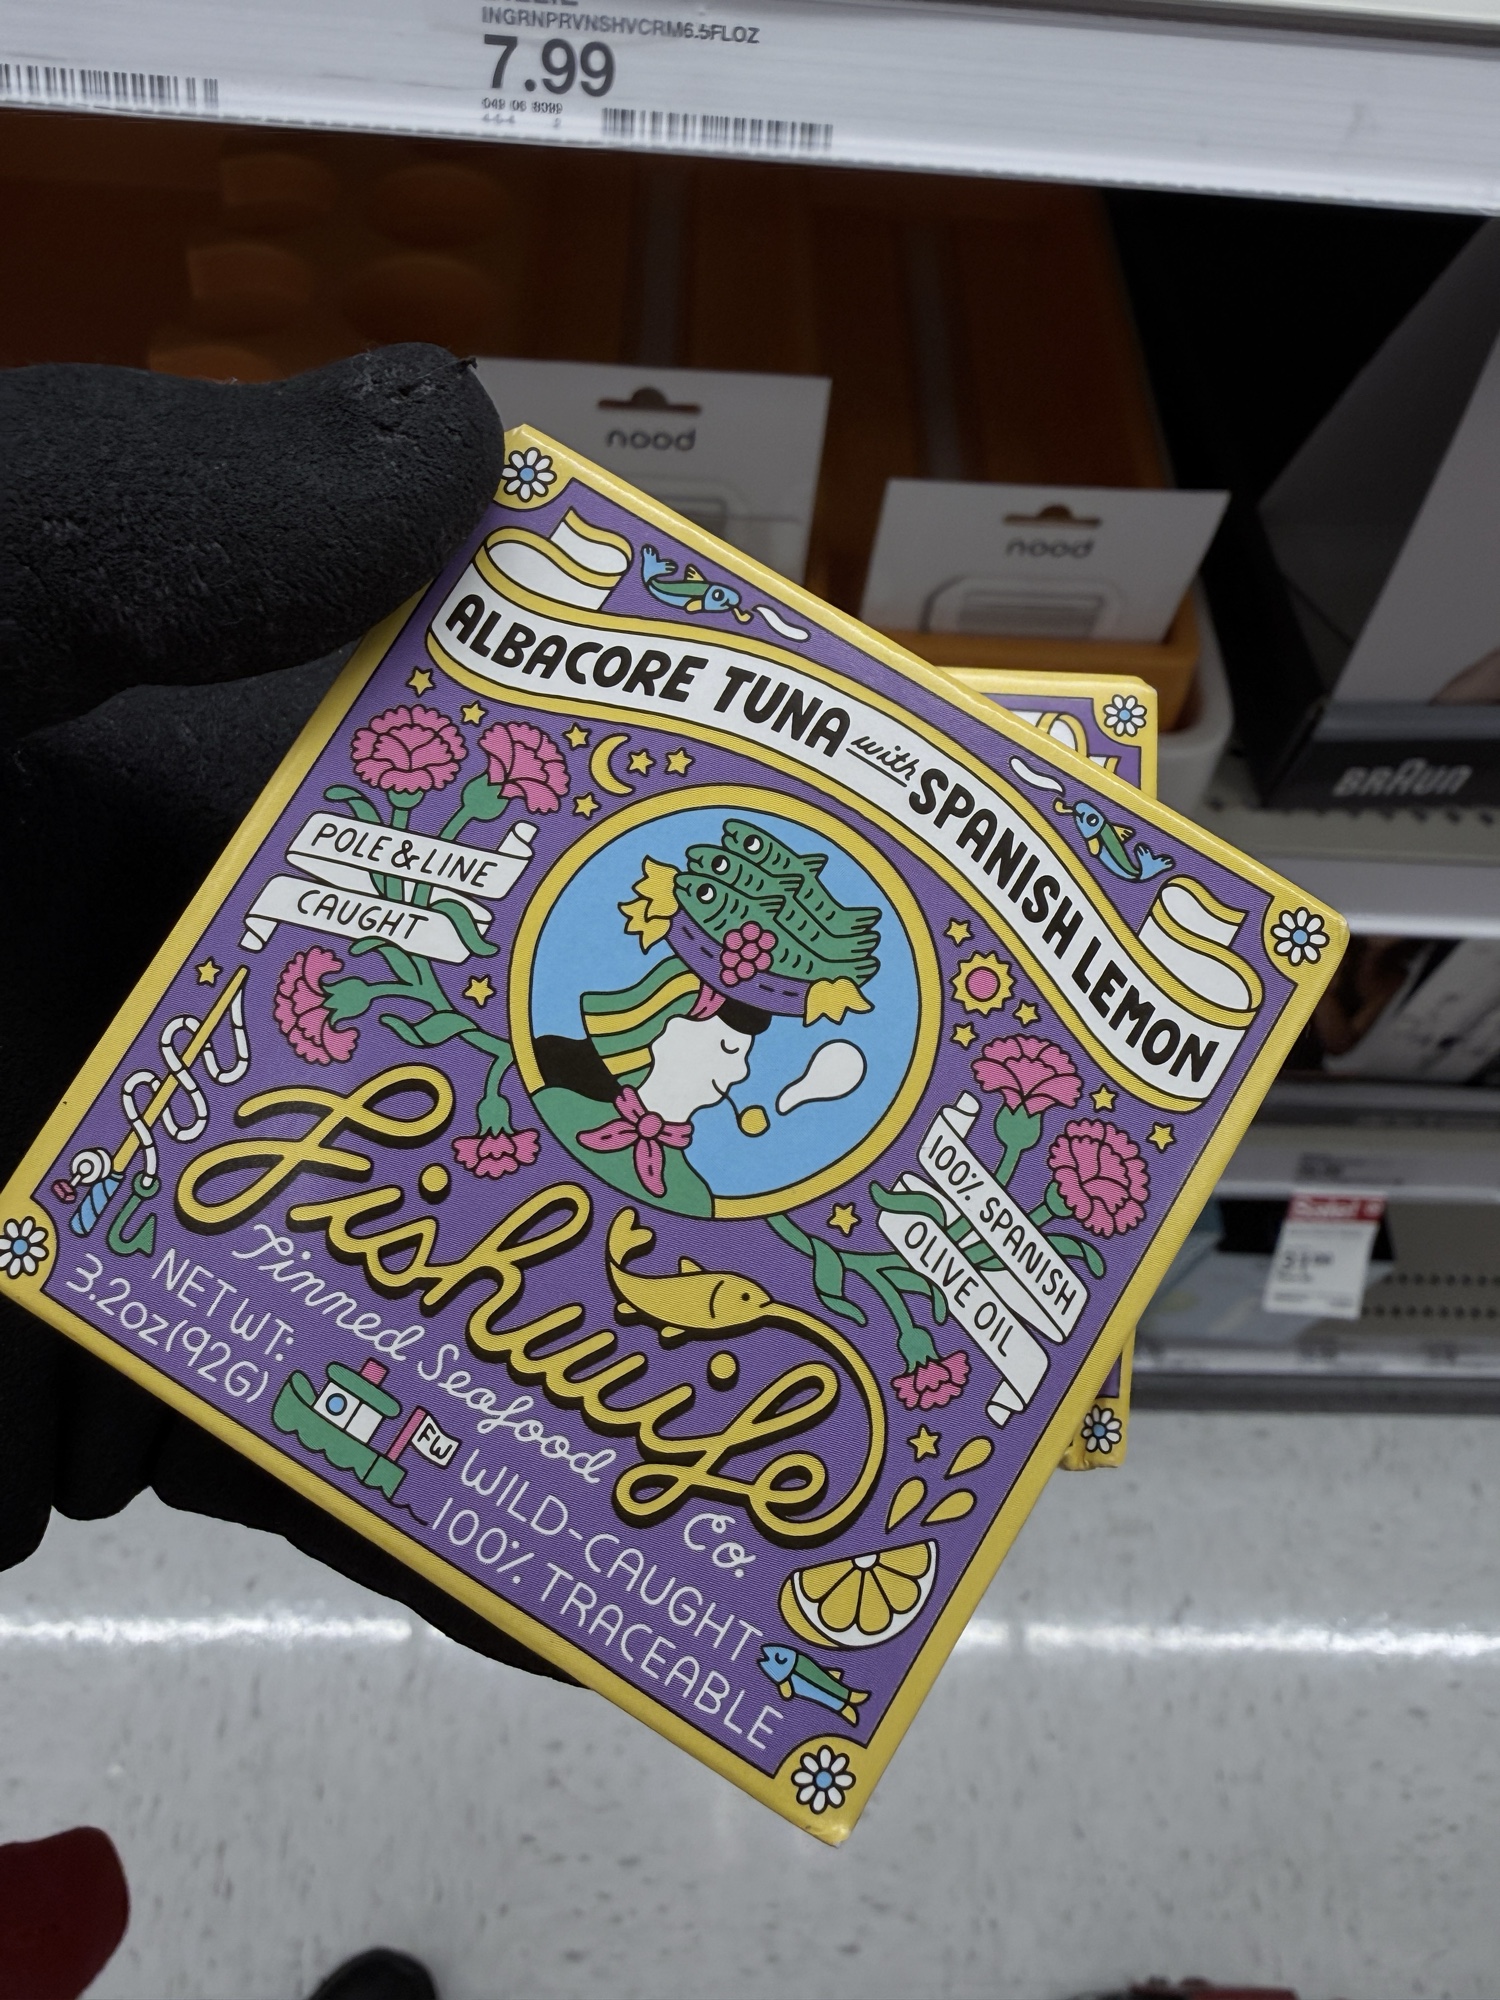 INGRNPRVNSHVCRM6.5FLOZ
7.99
nood
nood
BRAUN
ALBACORE TUNA with SPANISH LEMON
POLE & LINE
CAUGHT
100% SPANISH
OLIVE OIL
Fishwife
Tinned Seafood Co.
NET WT:
3.2OZ(92G)
FW
WILD-CAUGHT
100% TRACEABLE